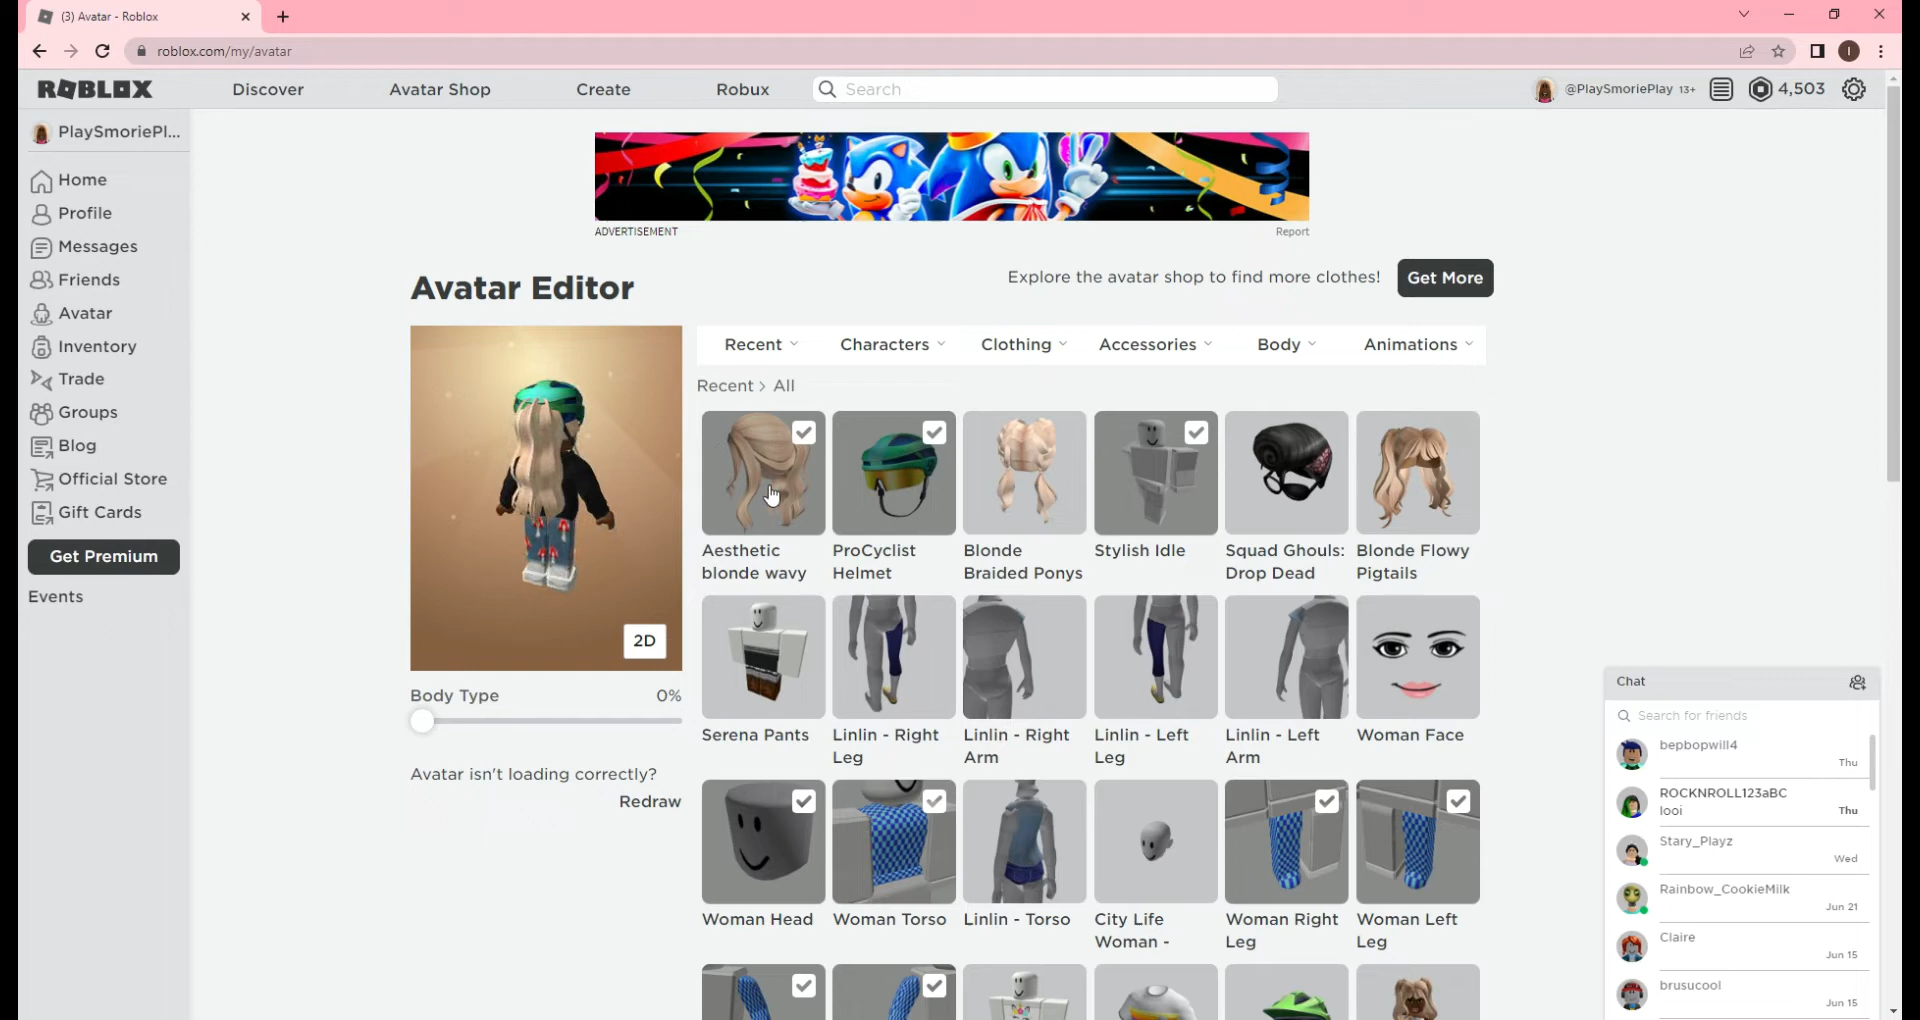 (3) Avatar - Roblox
roblox.com/my/avatar
I
ROBLOX
Discover
Avatar Shop
Create
Robux
Search
@PlaySmoriePlay 13+
4,503
PlaySmoriePl...
Home
Profile
Messages
Friends
Avatar
Inventory
Trade
Groups
Blog
Official Store
Gift Cards
Get Premium
Events
ADVERTISEMENT
Report
Avatar Editor
Explore the avatar shop to find more clothes!
Get More
2D
Body Type 0%
Avatar isn't loading correctly?
Redraw
Recent
Characters
Clothing
Accessories
Body
Animations
Recent > All
Aesthetic
blonde wavy
ProCyclist
Helmet
Blonde
Braided Ponys
Stylish Idle
Squad Ghouls:
Drop Dead
Blonde Flowy
Pigtails
Serena Pants
Linlin - Right
Leg
Linlin - Right
Arm
Linlin - Left
Leg
Linlin - Left
Arm
Woman Face
Woman Head
Woman Torso
Linlin - Torso
City Life
Woman -
Woman Right
Leg
Woman Left
Leg
Chat
Search for friends
bepbopwill4
Thu
ROCKNROLL123aBC
looi
Thu
Stary_Playz
Wed
Rainbow_CookieMilk
Jun 21
Claire
Jun 15
brusucool
Jun 15